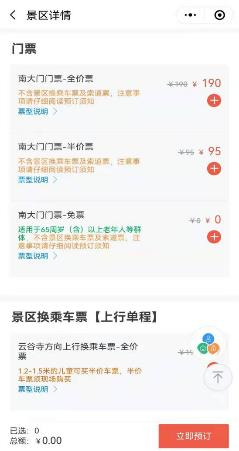 景区详情
门票
南大门门票-全价票
¥190 ¥190
不含景区换乘车票及索道票，注意事
项请仔细阅读预订须知
票型说明
南大门门票-半价票
¥95 ¥95
不含景区换乘车票及索道票，注意事
项请仔细阅读预订须知
票型说明
南大门门票-免票
¥0 ¥0
适用于65周岁（含）以上老年人等群
体，不含景区换乘车票及索道票，注
意事项请仔细阅读预订须知
票型说明
景区换乘车票【上行单程】
云谷寺方向上行换乘车票-全
价票
1.2-1.5米的儿童可买半价车票，半价
车票须现场购买
票型说明
已选：0
总额：¥0.00
立即预订